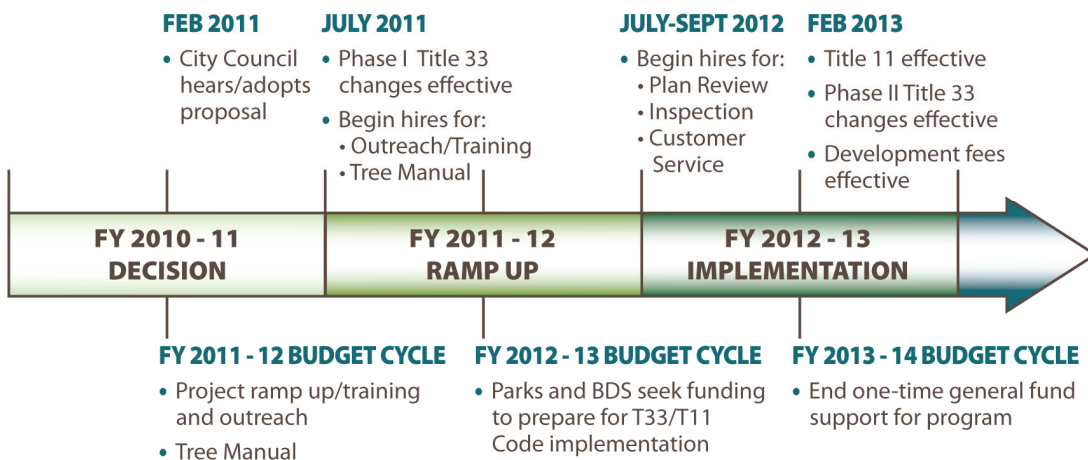 FEB 2011
• City Council
hears/adopts
proposal
JULY 2011
• Phase I Title 33
changes effective
• Begin hires for:
• Outreach/Training
• Tree Manual
JULY-SEPT 2012
• Begin hires for:
• Plan Review
• Inspection
• Customer
Service
FEB 2013
• Title 11 effective
• Phase II Title 33
changes effective
• Development fees
effective
FY 2010 - 11
DECISION
FY 2011 - 12
RAMP UP
FY 2012 - 13
IMPLEMENTATION
FY 2011 - 12 BUDGET CYCLE
• Project ramp up/training
and outreach
• Tree Manual
FY 2012 - 13 BUDGET CYCLE
• Parks and BDS seek funding
to prepare for T33/T11
Code implementation
FY 2013 - 14 BUDGET CYCLE
• End one-time general fund
support for program